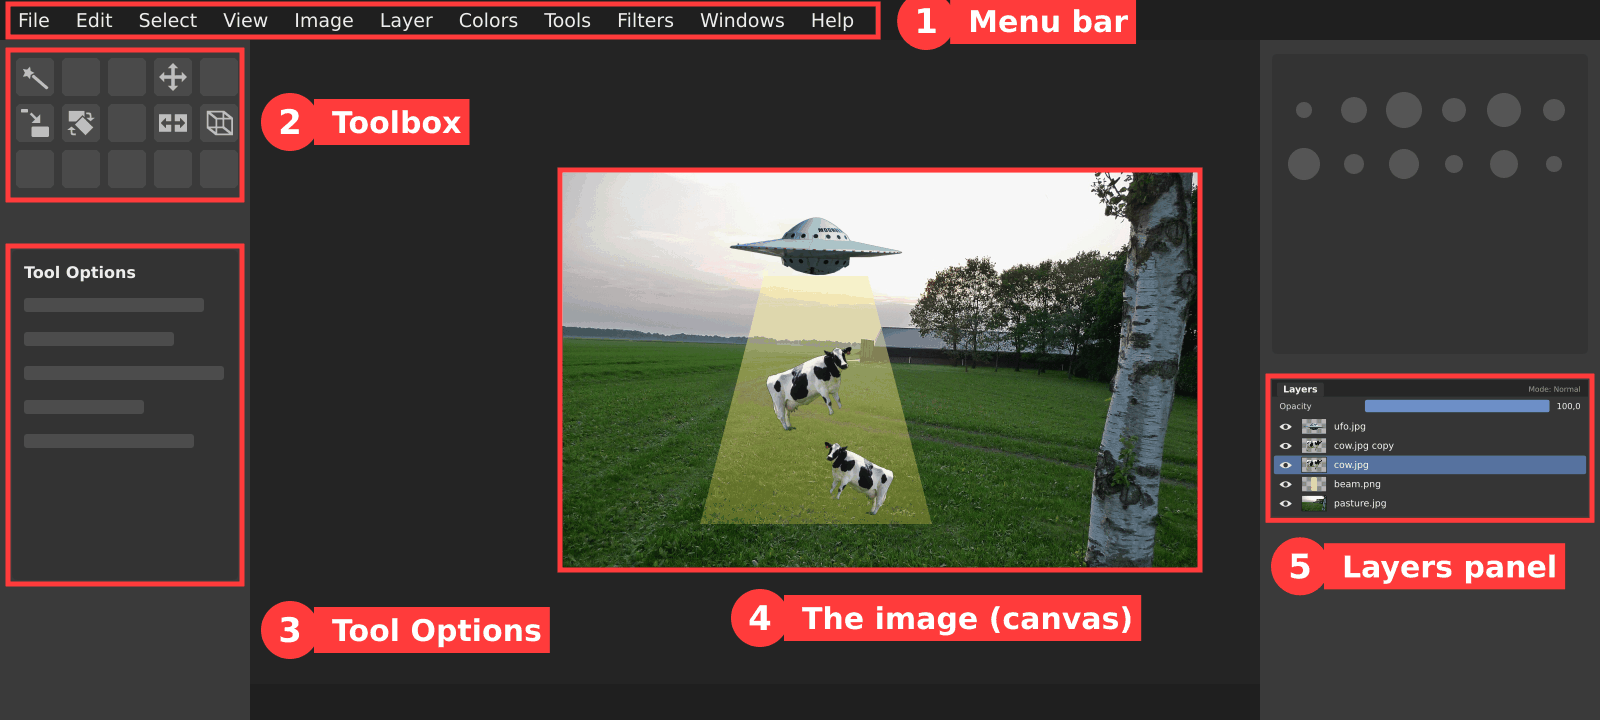 File Edit Select View Image Layer Colors Tools Filters Windows Help
1 Menu bar
2 Toolbox
Tool Options
3 Tool Options
4 The image (canvas)
Layers Mode: Normal
Opacity 100,0
ufo.jpg
cow.jpg copy
cow.jpg
beam.png
pasture.jpg
5 Layers panel